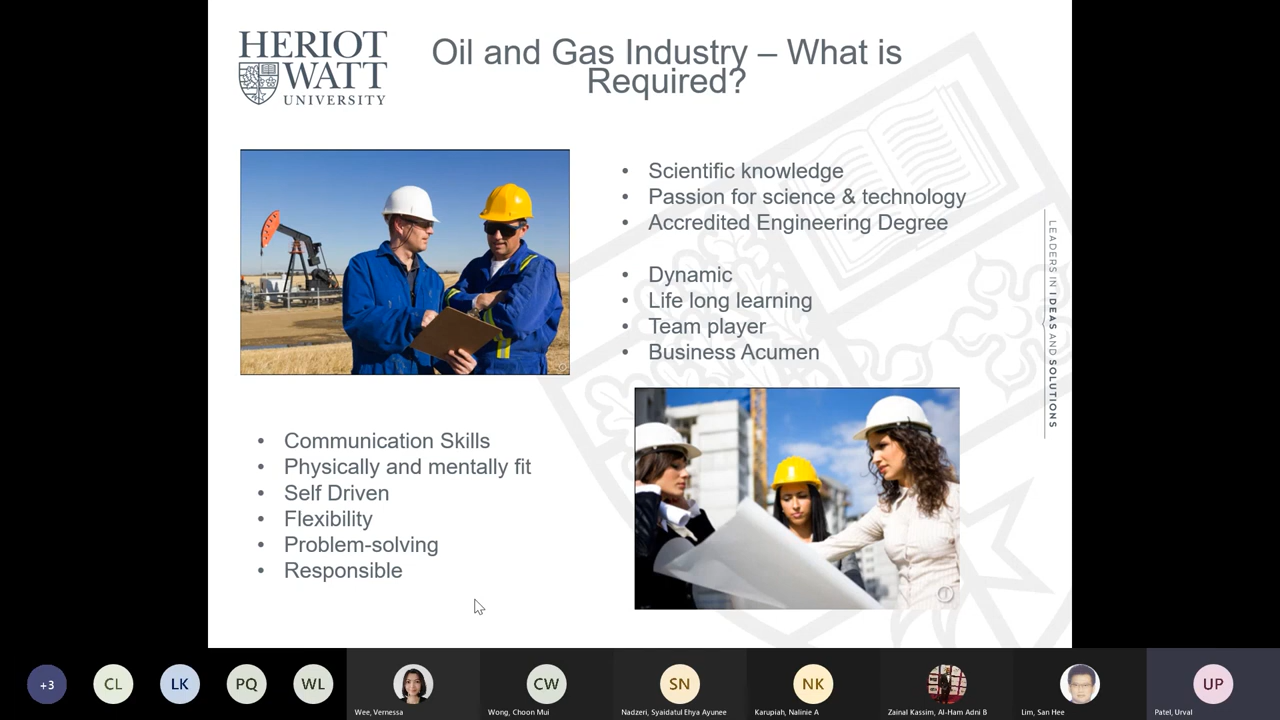 HERIOT
WATT
UNIVERSITY
Oil and Gas Industry – What is
Required?
• Scientific knowledge
• Passion for science & technology
• Accredited Engineering Degree
• Dynamic
• Life long learning
• Team player
• Business Acumen
LEADERS IN IDEAS AND SOLUTIONS
• Communication Skills
• Physically and mentally fit
• Self Driven
• Flexibility
• Problem-solving
• Responsible
+3
CL
LK
PQ
WL
Wee, Vernessa
CW
Wong, Choon Mui
SN
Nadzeri, Syaidatul Ehya Ayunee
NK
Karupiah, Nalinie A
Zainal Kassim, Al-Ham Adni B
Lim, San Hee
UP
Patel, Urval